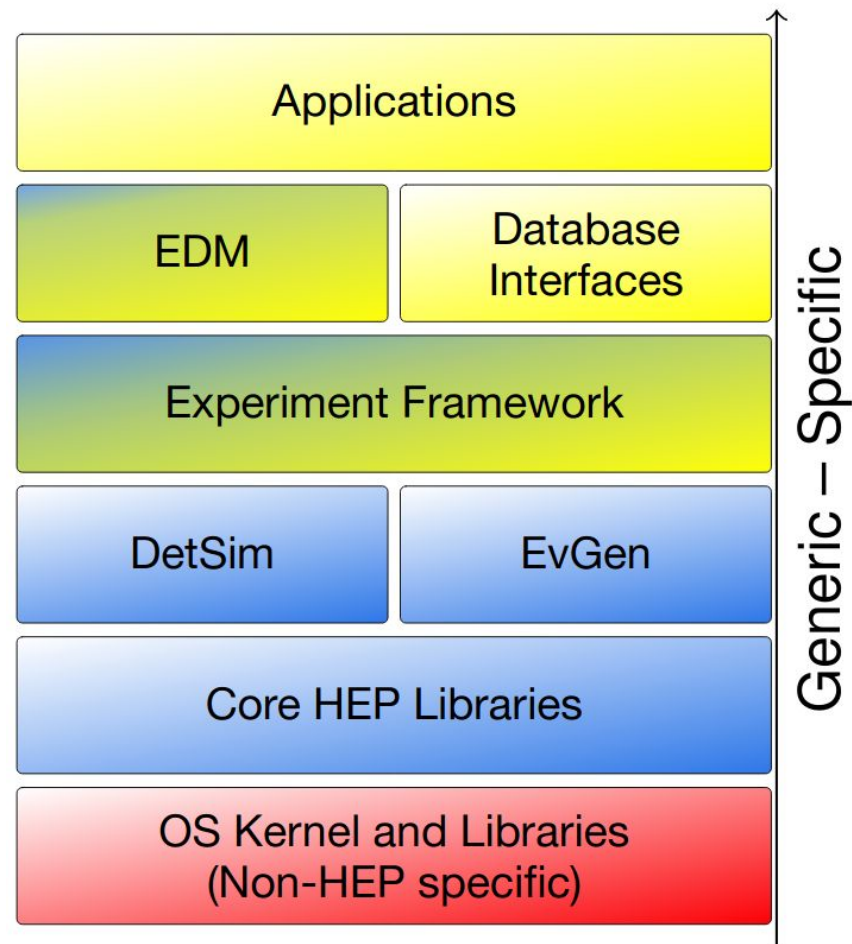 Applications
EDM
Database
Interfaces
Experiment Framework
DetSim
EvGen
Core HEP Libraries
OS Kernel and Libraries
(Non-HEP specific)
Generic – Specific